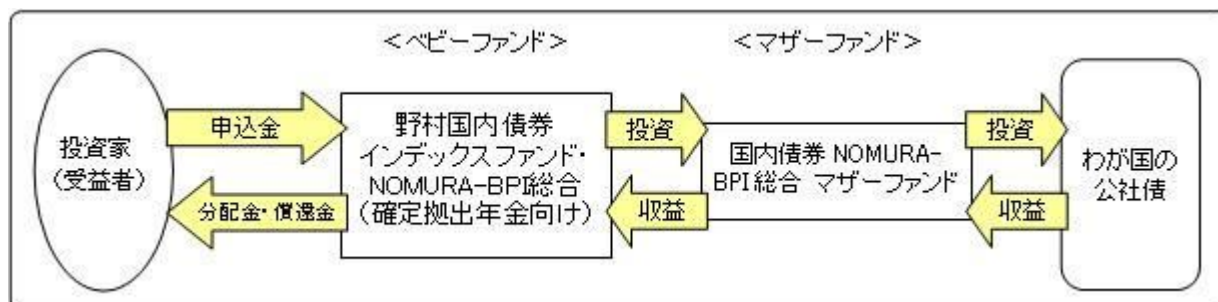 <ベビーファンド>
<マザーファンド>
投資家
(受益者)
申込金
分配金・償還金
野村国内債券
インデックスファンド・
NOMURA-BPI総合
(確定拠出年金向け)
投資
収益
国内債券 NOMURA-
BPI総合 マザーファンド
投資
収益
わが国の
公社債